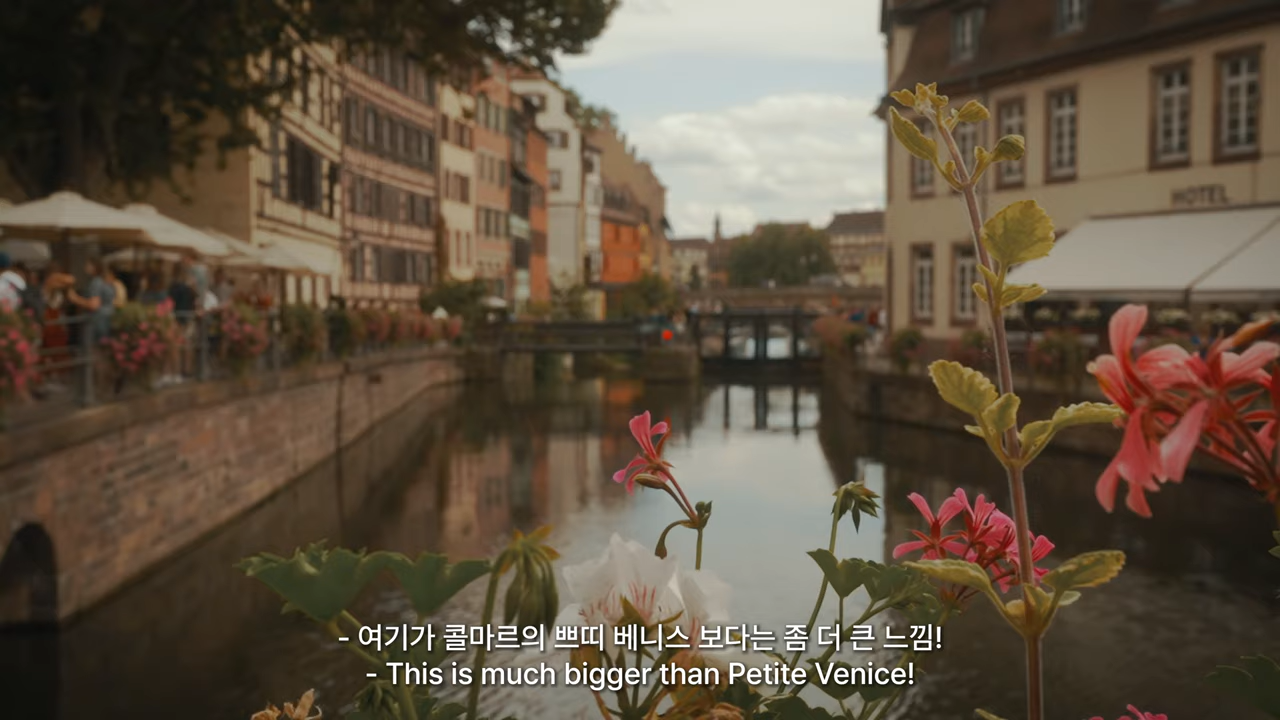 HOTEL
- 여기가 콜마르의 쁘띠 베니스 보다는 좀 더 큰 느낌!
- This is much bigger than Petite Venice!